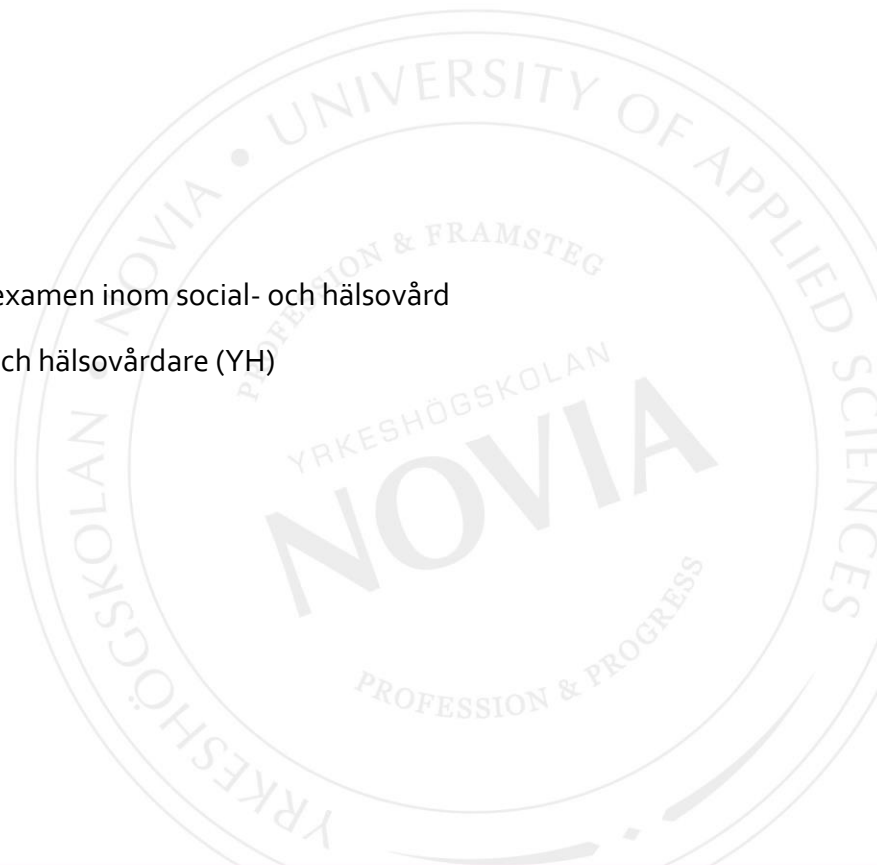 UNIVERSITY OF APPLIED SCIENCES
YRKESHÖGSKOLAN • NOVIA •
PROFESSION & FRAMSTEG
examen inom social- och hälsovård
ch hälsovårdare (YH)
YRKESHÖGSKOLAN
NOVIA
PROFESSION & PROGRESS